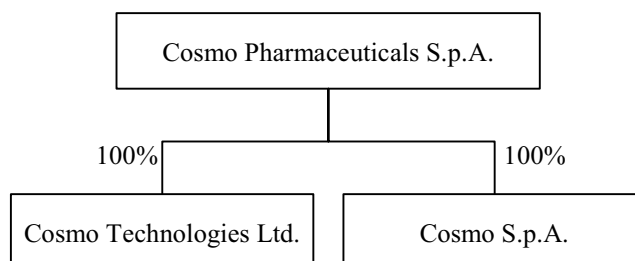 Cosmo Pharmaceuticals S.p.A.
100%
100%
Cosmo Technologies Ltd.
Cosmo S.p.A.